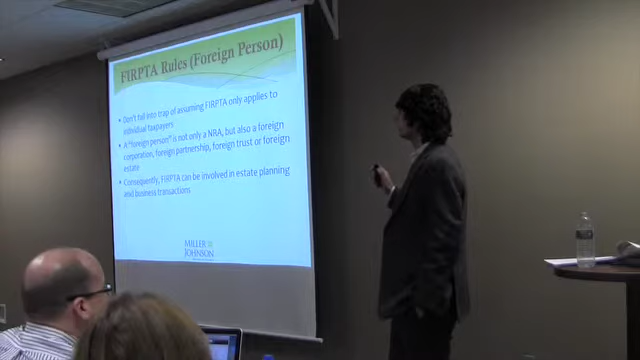 FIRPTA Rules (Foreign Person)
• Don't fall into trap of assuming FIRPTA only applies to
individual taxpayers
• A "foreign person" is not only a NRA, but also a foreign
corporation, foreign partnership, foreign trust or foreign
estate
• Consequently, FIRPTA can be involved in estate planning
and business transactions
MILLER
JOHNSON